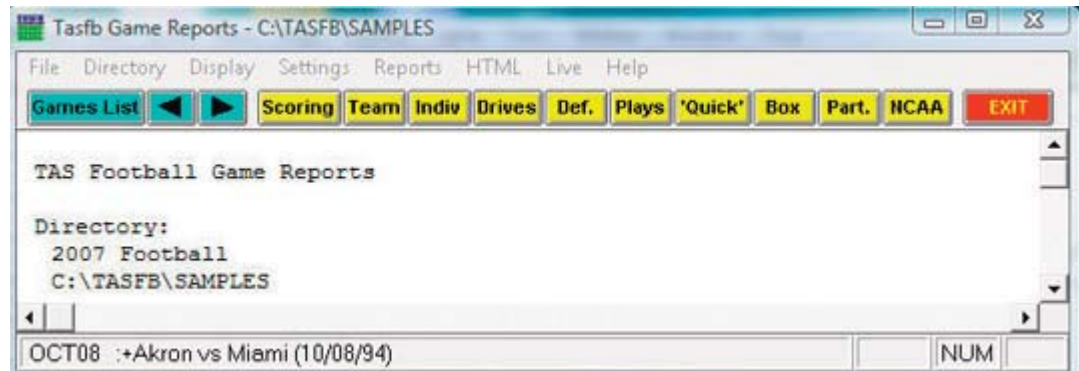 Tasfb Game Reports - C:\TASFB\SAMPLES
File Directory Display Settings Reports HTML Live Help
Games List Scoring Team Indiv Drives Def. Plays 'Quick' Box Part. NCAA EXIT
TAS Football Game Reports
Directory:
2007 Football
C:\TASFB\SAMPLES
OCT08 :+Akron vs Miami (10/08/94) NUM